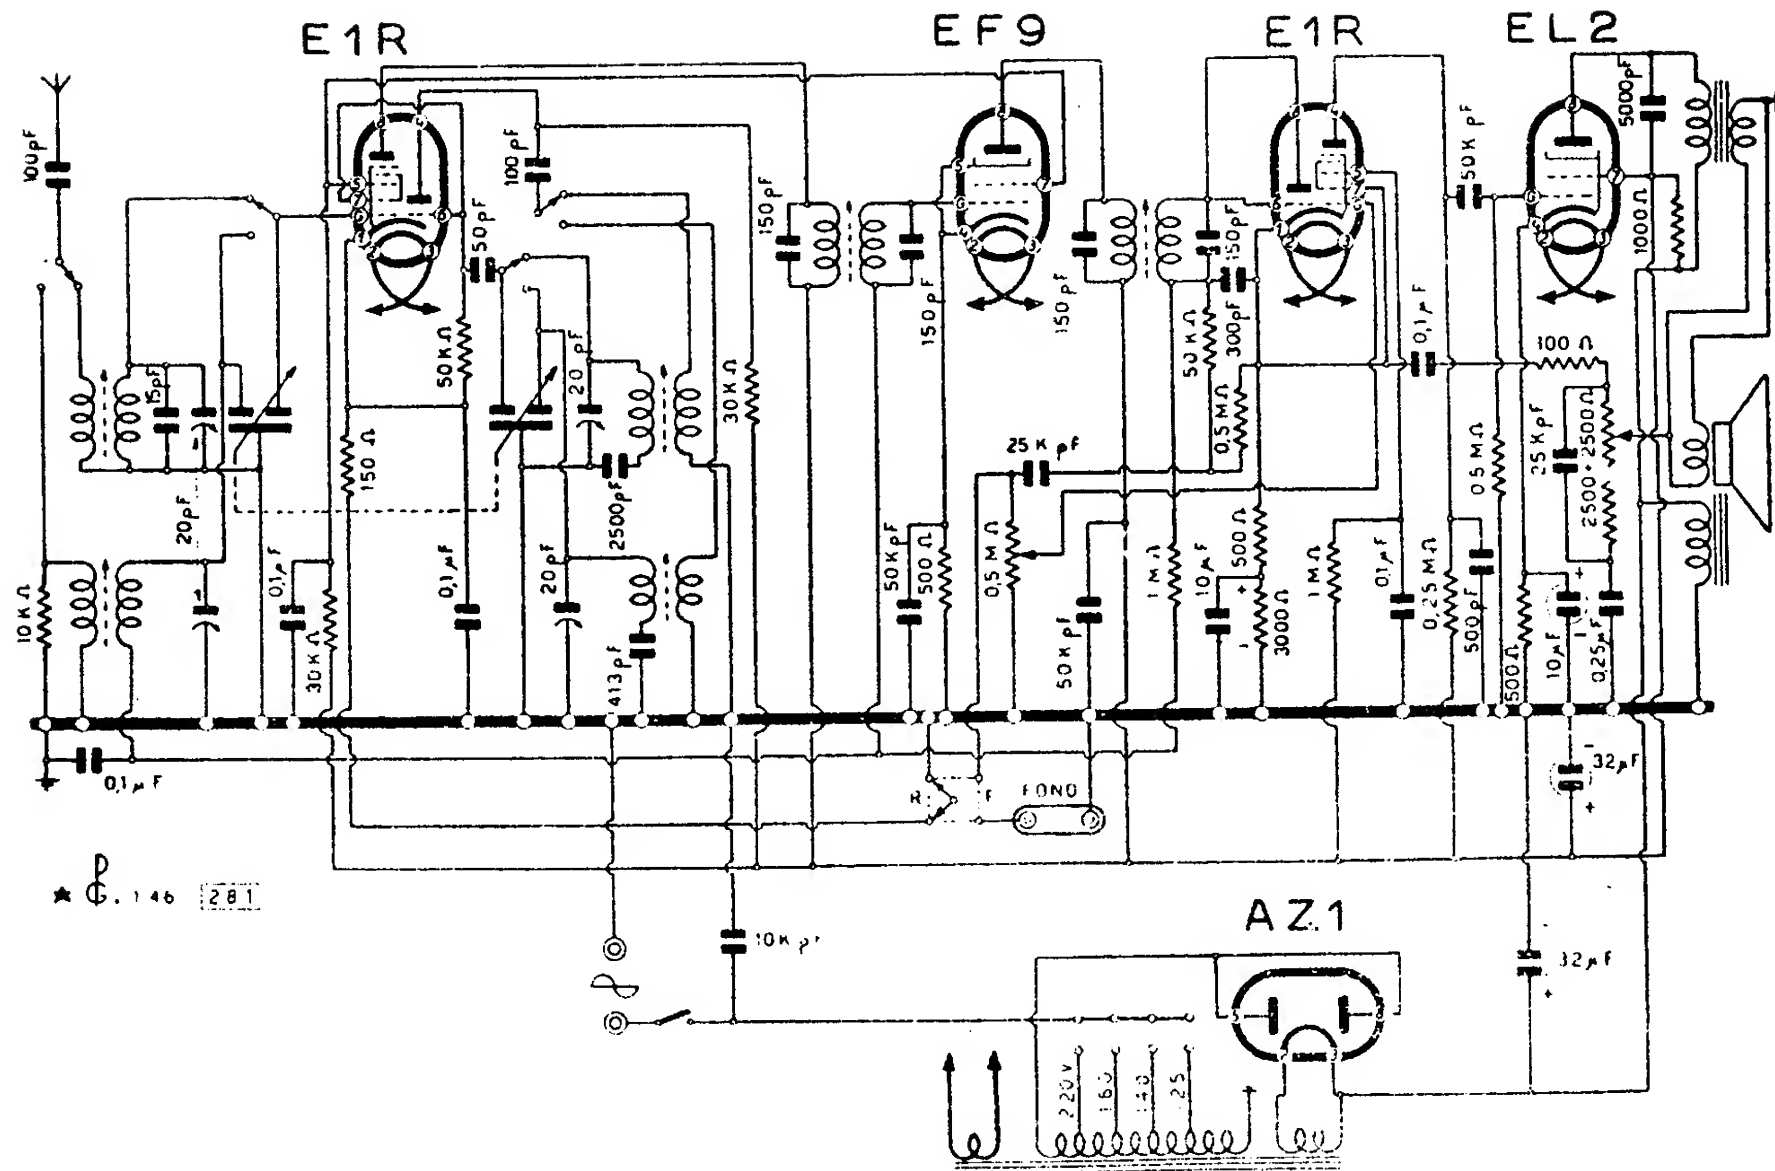 E1R
EF9
E1R
EL2
100pF
100pF
50pF
150pF
150pF
150pF
150pF
300pF
50KpF
5000pF
1000Ω
15pF
20pF
50KΩ
150Ω
20pF
2500pF
30KΩ
50KΩ
0,5MΩ
25KpF
0,1µF
100Ω
25KpF
2500+2500Ω
0,5MΩ
10KΩ
0,1µF
30KΩ
0,1µF
20pF
413pF
50KpF
500Ω
0,5MΩ
50KpF
1MΩ
10µF
500Ω
3000Ω
1MΩ
0,1µF
0,25MΩ
500pF
500Ω
10µF
0,25µF
0,1µF
R
F
FONO
32µF
G. 146 281
10KpF
AZ1
32µF
220V
160
140
125